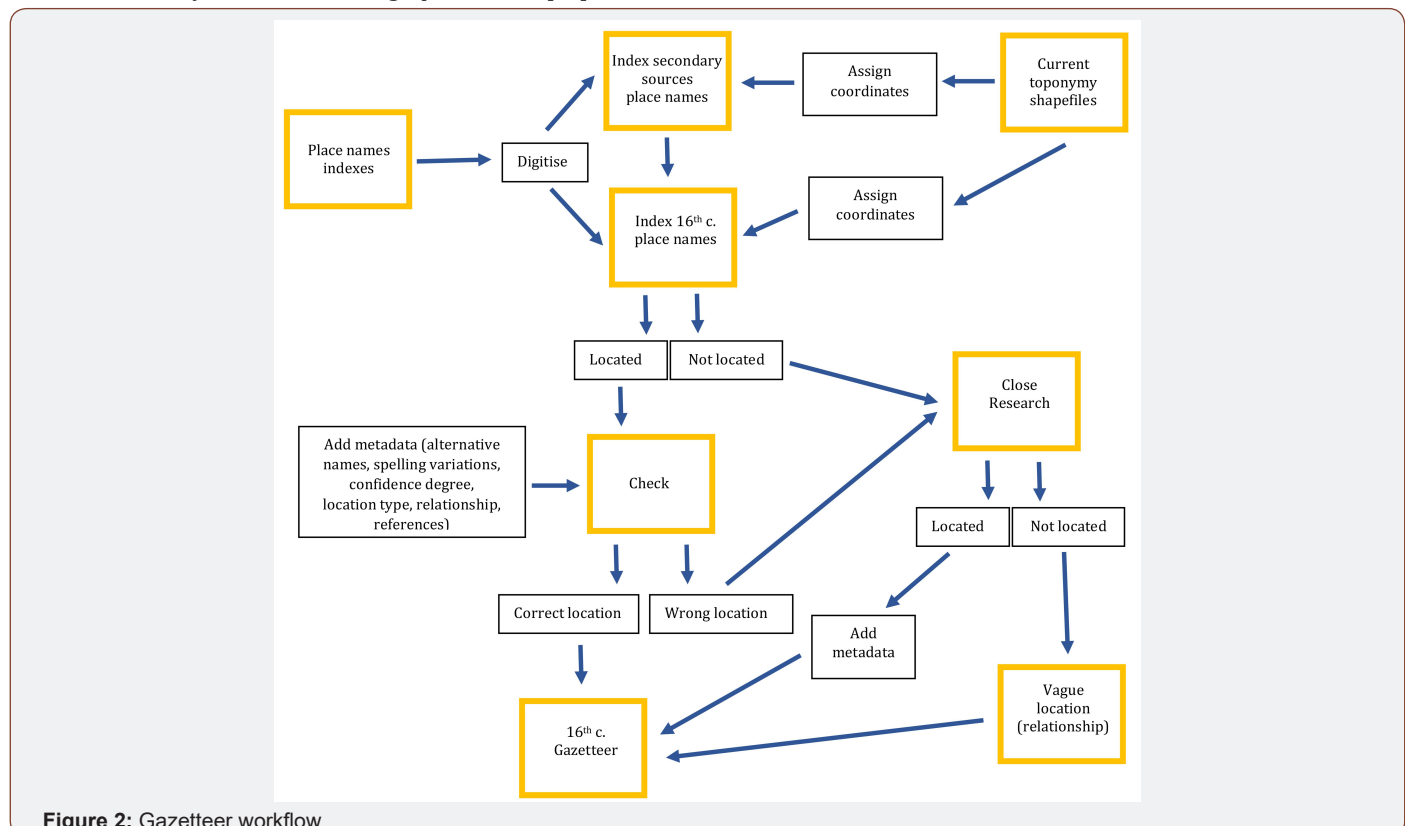 Index secondary
sources
place names
Assign
coordinates
Current
toponymy
shapefiles
Place names
indexes
Digitise
Index 16th c.
place names
Assign
coordinates
Located
Not located
Close
Research
Add metadata (alternative
names, spelling variations,
confidence degree,
location type, relationship,
references)
Check
Located
Not located
Correct location
Wrong location
Add
metadata
Vague
location
(relationship)
16th c.
Gazetteer
Figure 2: Gazetteer workflow